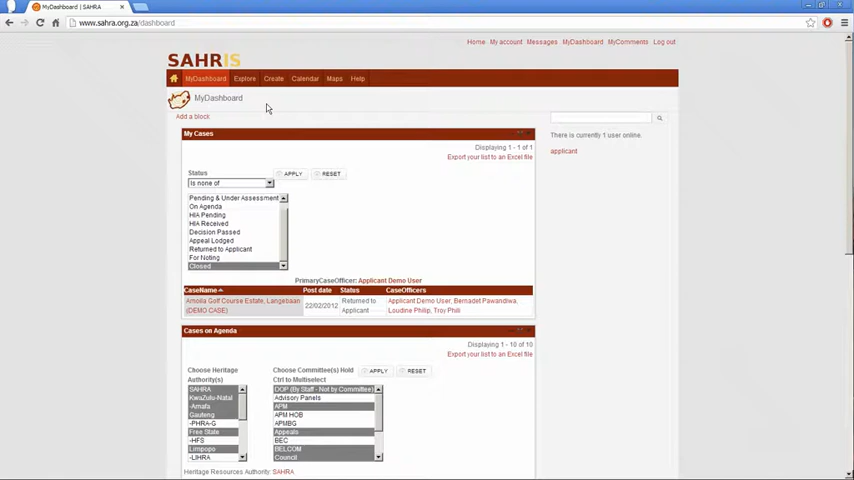 MyDashboard | SAHRA
www.sahra.org.za/dashboard
Home My account Messages MyDashboard MyComments Log out
SAHRIS
MyDashboard Explore Create Calendar Maps Help
MyDashboard
Add a block
There is currently 1 user online.
applicant
My Cases
Displaying 1 - 1 of 1
Export your list to an Excel file
Status
Is none of
APPLY RESET
Pending & Under Assessment
On Agenda
HIA Pending
HIA Received
Decision Passed
Appeal Lodged
Returned to Applicant
For Noting
Closed
PrimaryCaseOfficer: Applicant Demo User
CaseName Post date Status CaseOfficers
Amoila Golf Course Estate, Langebaan (DEMO CASE) 22/02/2012 Returned to Applicant Applicant Demo User, Bernadet Pawandiwa, Loudine Philip, Troy Phili
Cases on Agenda
Displaying 1 - 10 of 10
Export your list to an Excel file
Choose Heritage Authority(s)
Choose Committee(s) Hold Ctrl to Multiselect
APPLY RESET
SAHRA
KwaZulu-Natal
-Amafa
Gauteng
-PHRA-G
Free State
-HFS
Limpopo
-LIHRA
DOP (By Staff - Not by Committee)
Advisory Panels
APM
APM HOB
APMBG
Appeals
BEC
BELCOM
Council
Heritage Resources Authority: SAHRA